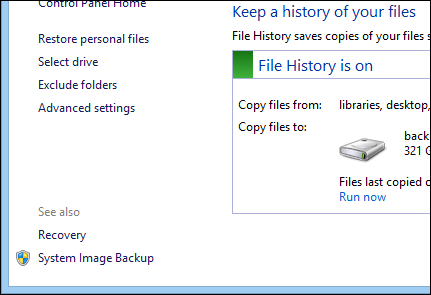 Control Panel Home
Restore personal files
Select drive
Exclude folders
Advanced settings
See also
Recovery
System Image Backup
Keep a history of your files
File History saves copies of your files
File History is on
Copy files from: libraries, desktop,
Copy files to:
back
321
Files last copied
Run now